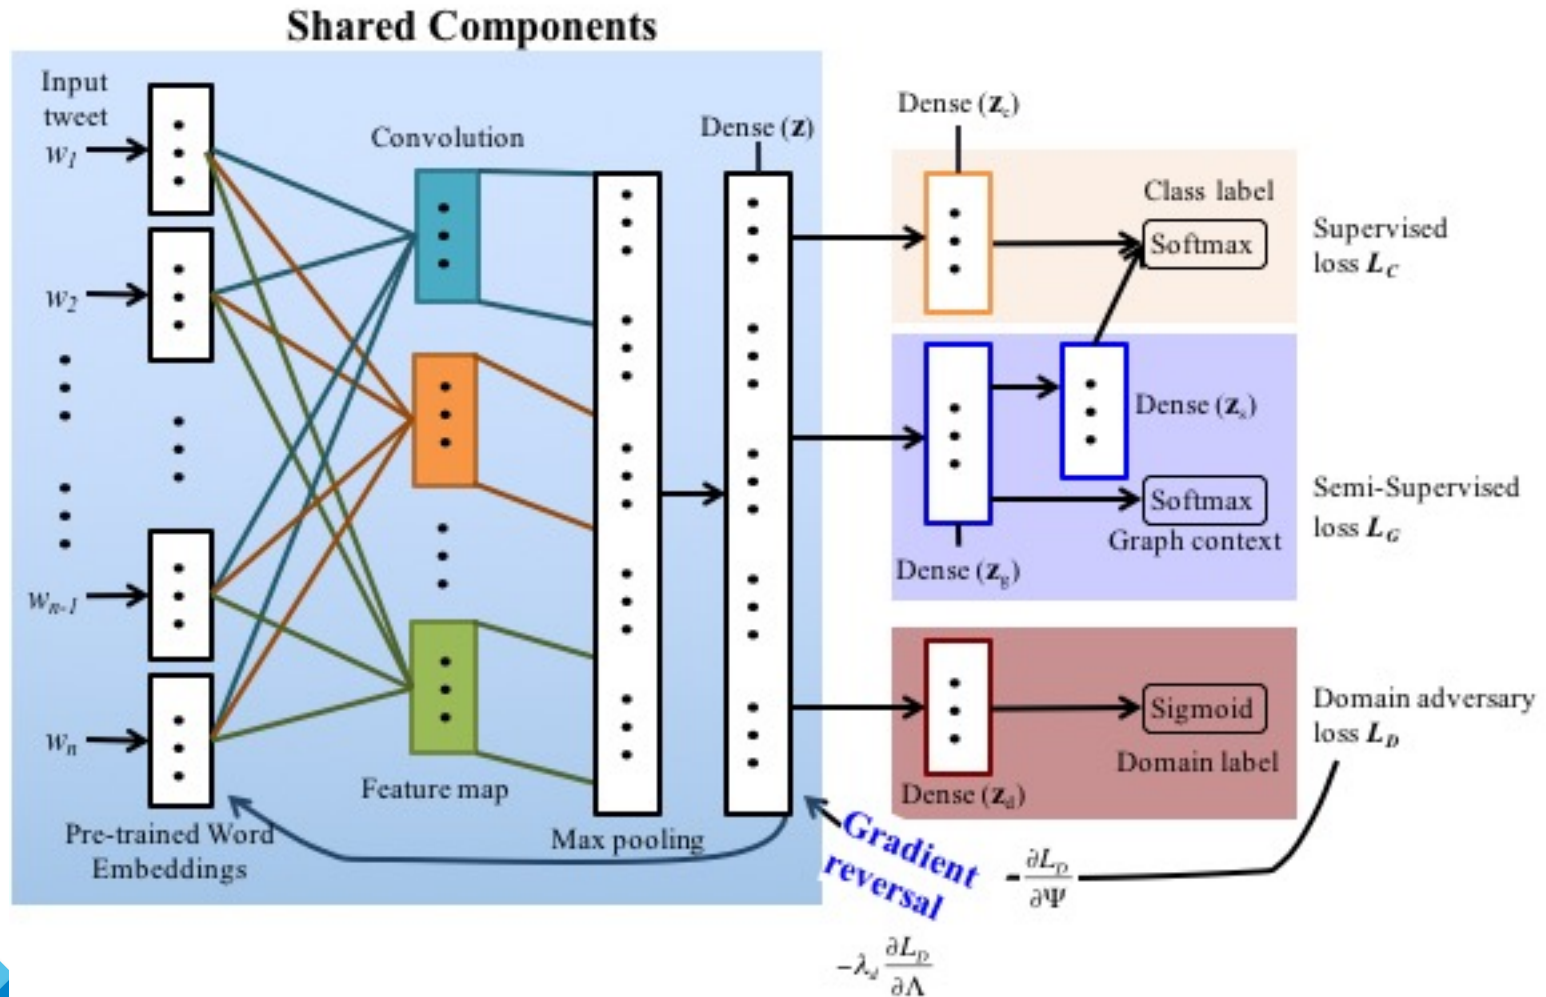 Shared Components
Input
tweet
w1
w2
wn-1
wn
Pre-trained Word
Embeddings
Convolution
Feature map
Max pooling
Dense (z)
Dense (zc)
Class label
Softmax
Supervised
loss LC
Dense (zs)
Softmax
Graph context
Dense (zg)
Semi-Supervised
loss LG
Sigmoid
Domain label
Dense (zd)
Domain adversary
loss LD
Gradient
reversal
-∂LD/∂Ψ
−λd ∂LD/∂Λ